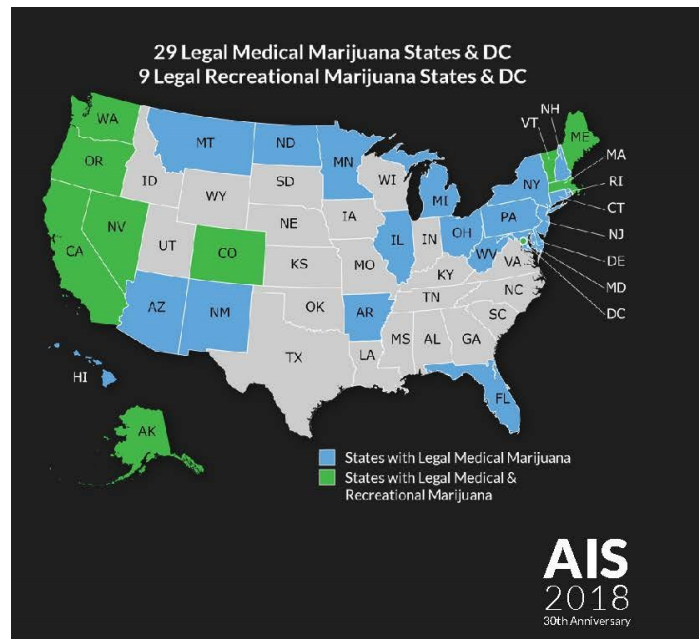 29 Legal Medical Marijuana States & DC
9 Legal Recreational Marijuana States & DC
WA
MT
ND
MN
VT
NH
ME
OR
ID
WY
SD
WI
MI
NY
MA
RI
CT
NV
UT
CO
NE
IA
IL
IN
OH
PA
NJ
CA
KS
MO
KY
WV
VA
DE
MD
DC
AZ
NM
OK
AR
TN
NC
SC
TX
LA
MS
AL
GA
FL
HI
AK
States with Legal Medical Marijuana
States with Legal Medical &
Recreational Marijuana
AIS
2018
30th Anniversary